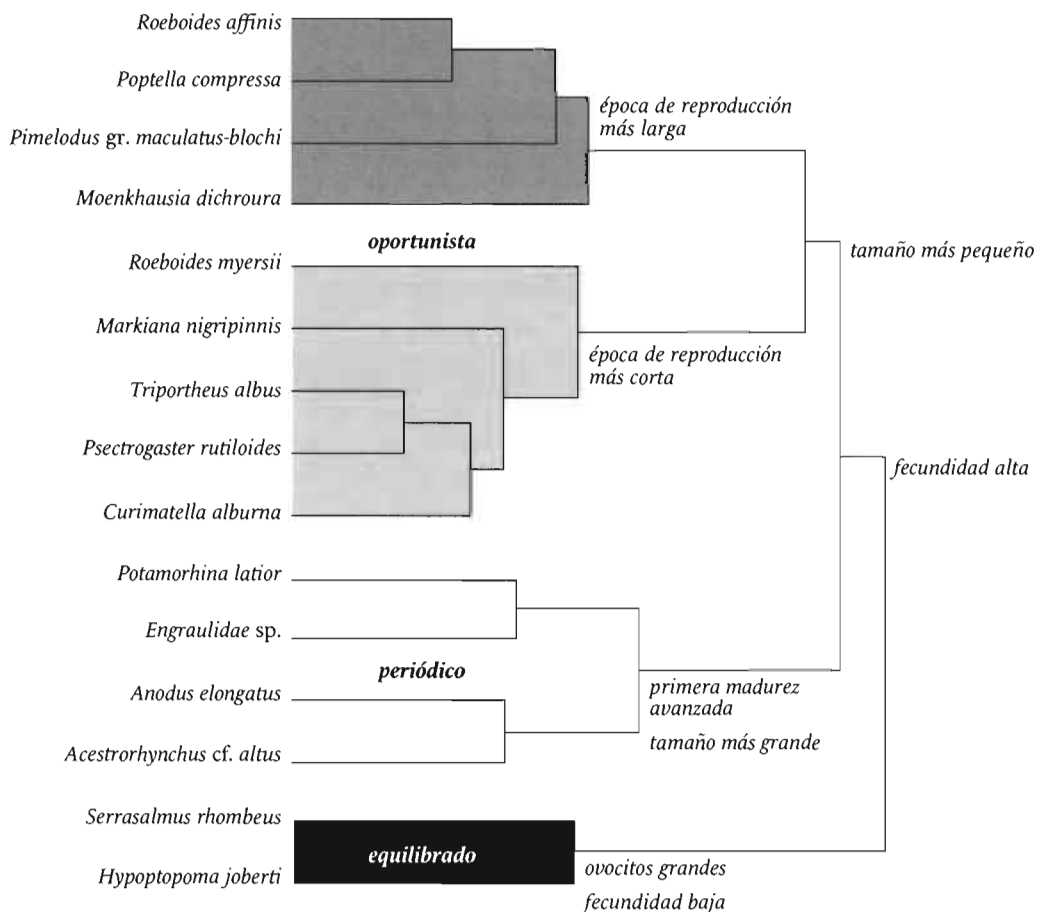 Roeboides affinis
Poptella compressa
Pimelodus gr. maculatus-blochi
Moenkhausia dichroura
época de reproducción
más larga
oportunista
Roeboides myersii
Markiana nigripinnis
Triportheus albus
Psectrogaster rutiloides
Curimatella alburna
época de reproducción
más corta
tamaño más pequeño
fecundidad alta
Potamorhina latior
Engraulidae sp.
periódico
Anodus elongatus
Acestrorhynchus cf. altus
primera madurez
avanzada
tamaño más grande
Serrasalmus rhombeus
equilibrado
Hypoptopoma joberti
ovocitos grandes
fecundidad baja